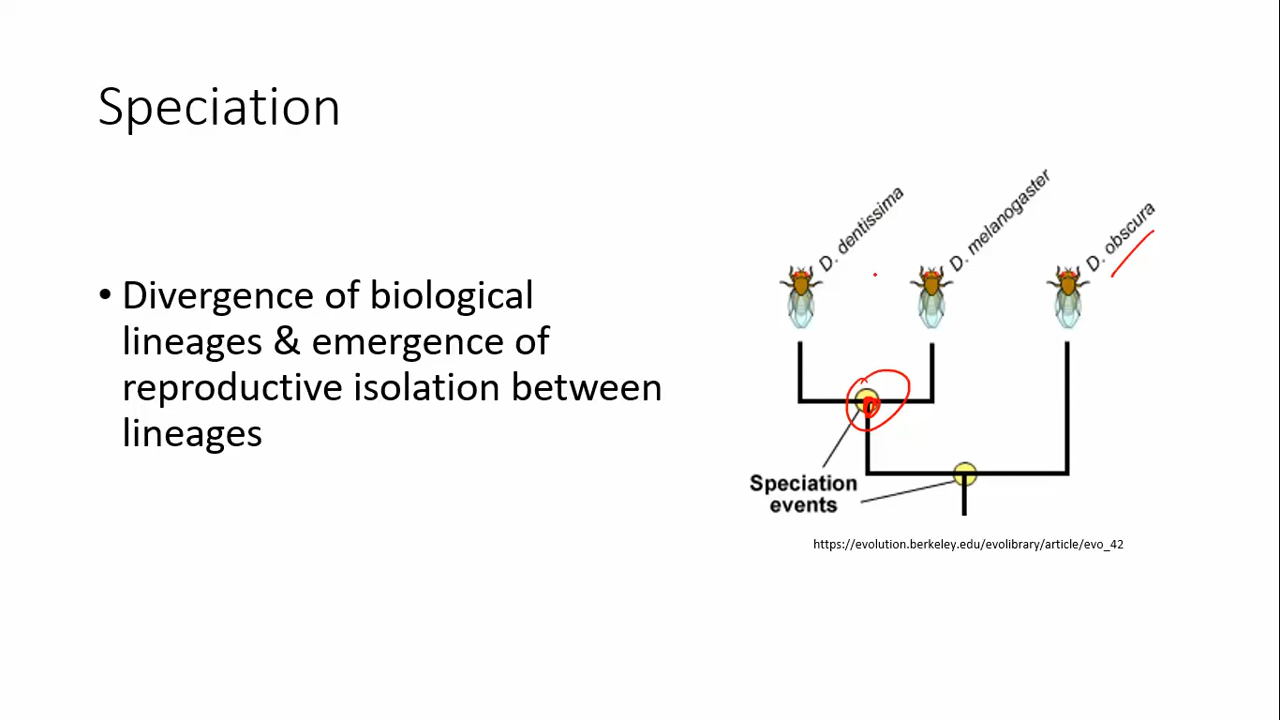 Speciation
• Divergence of biological
lineages & emergence of
reproductive isolation between
lineages
D. dentissima
D. melanogaster
D. obscura
Speciation
events
https://evolution.berkeley.edu/evolibrary/article/evo_42